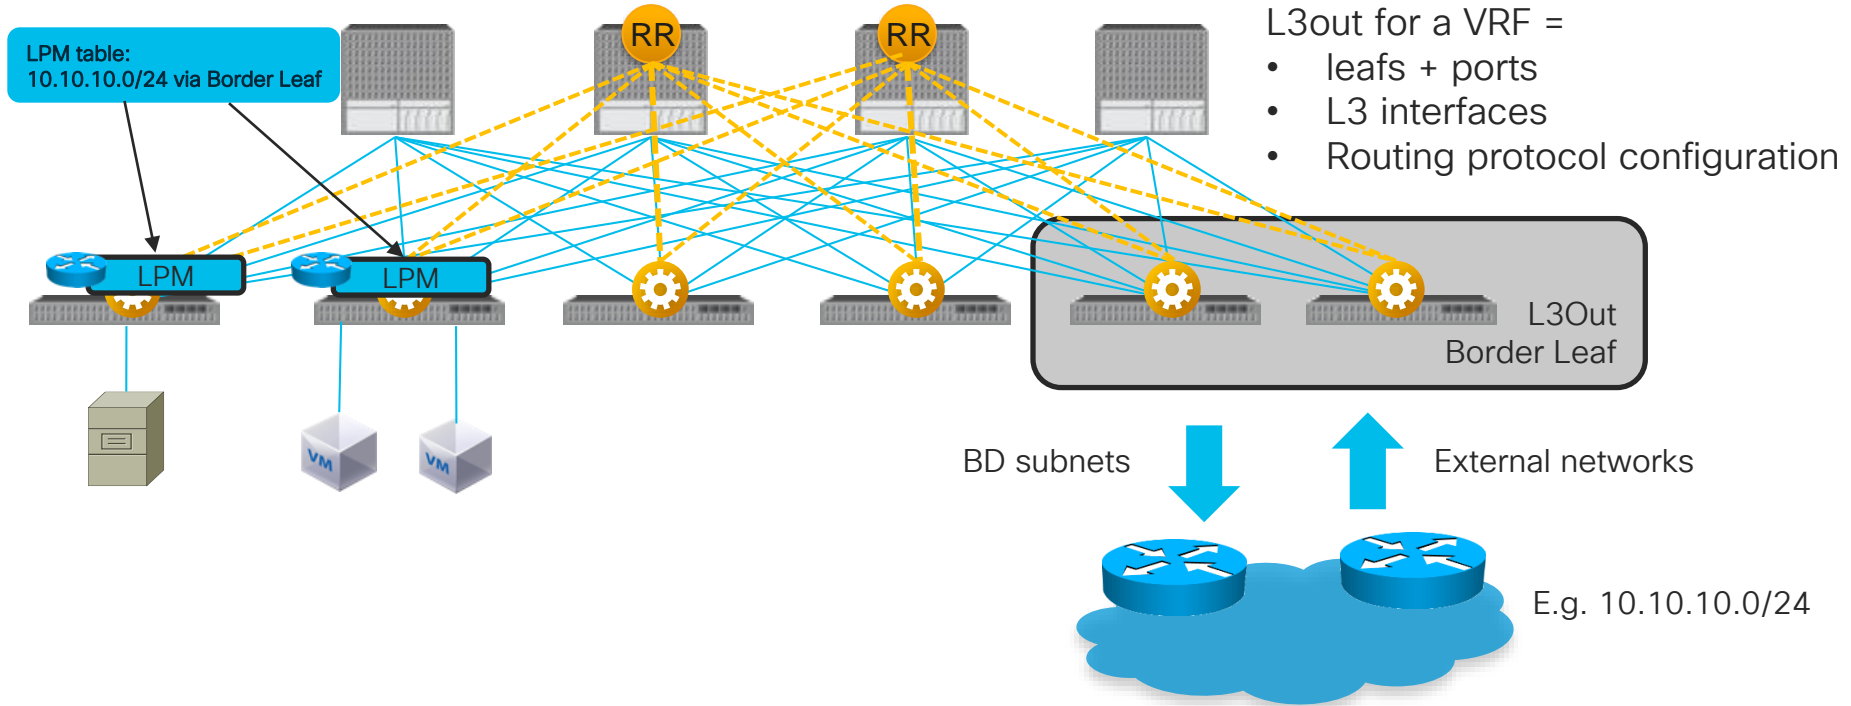 LPM table:
10.10.10.0/24 via Border Leaf
RR
RR
L3out for a VRF =
• leafs + ports
• L3 interfaces
• Routing protocol configuration
LPM
LPM
L3Out
Border Leaf
VM
VM
BD subnets
External networks
E.g. 10.10.10.0/24